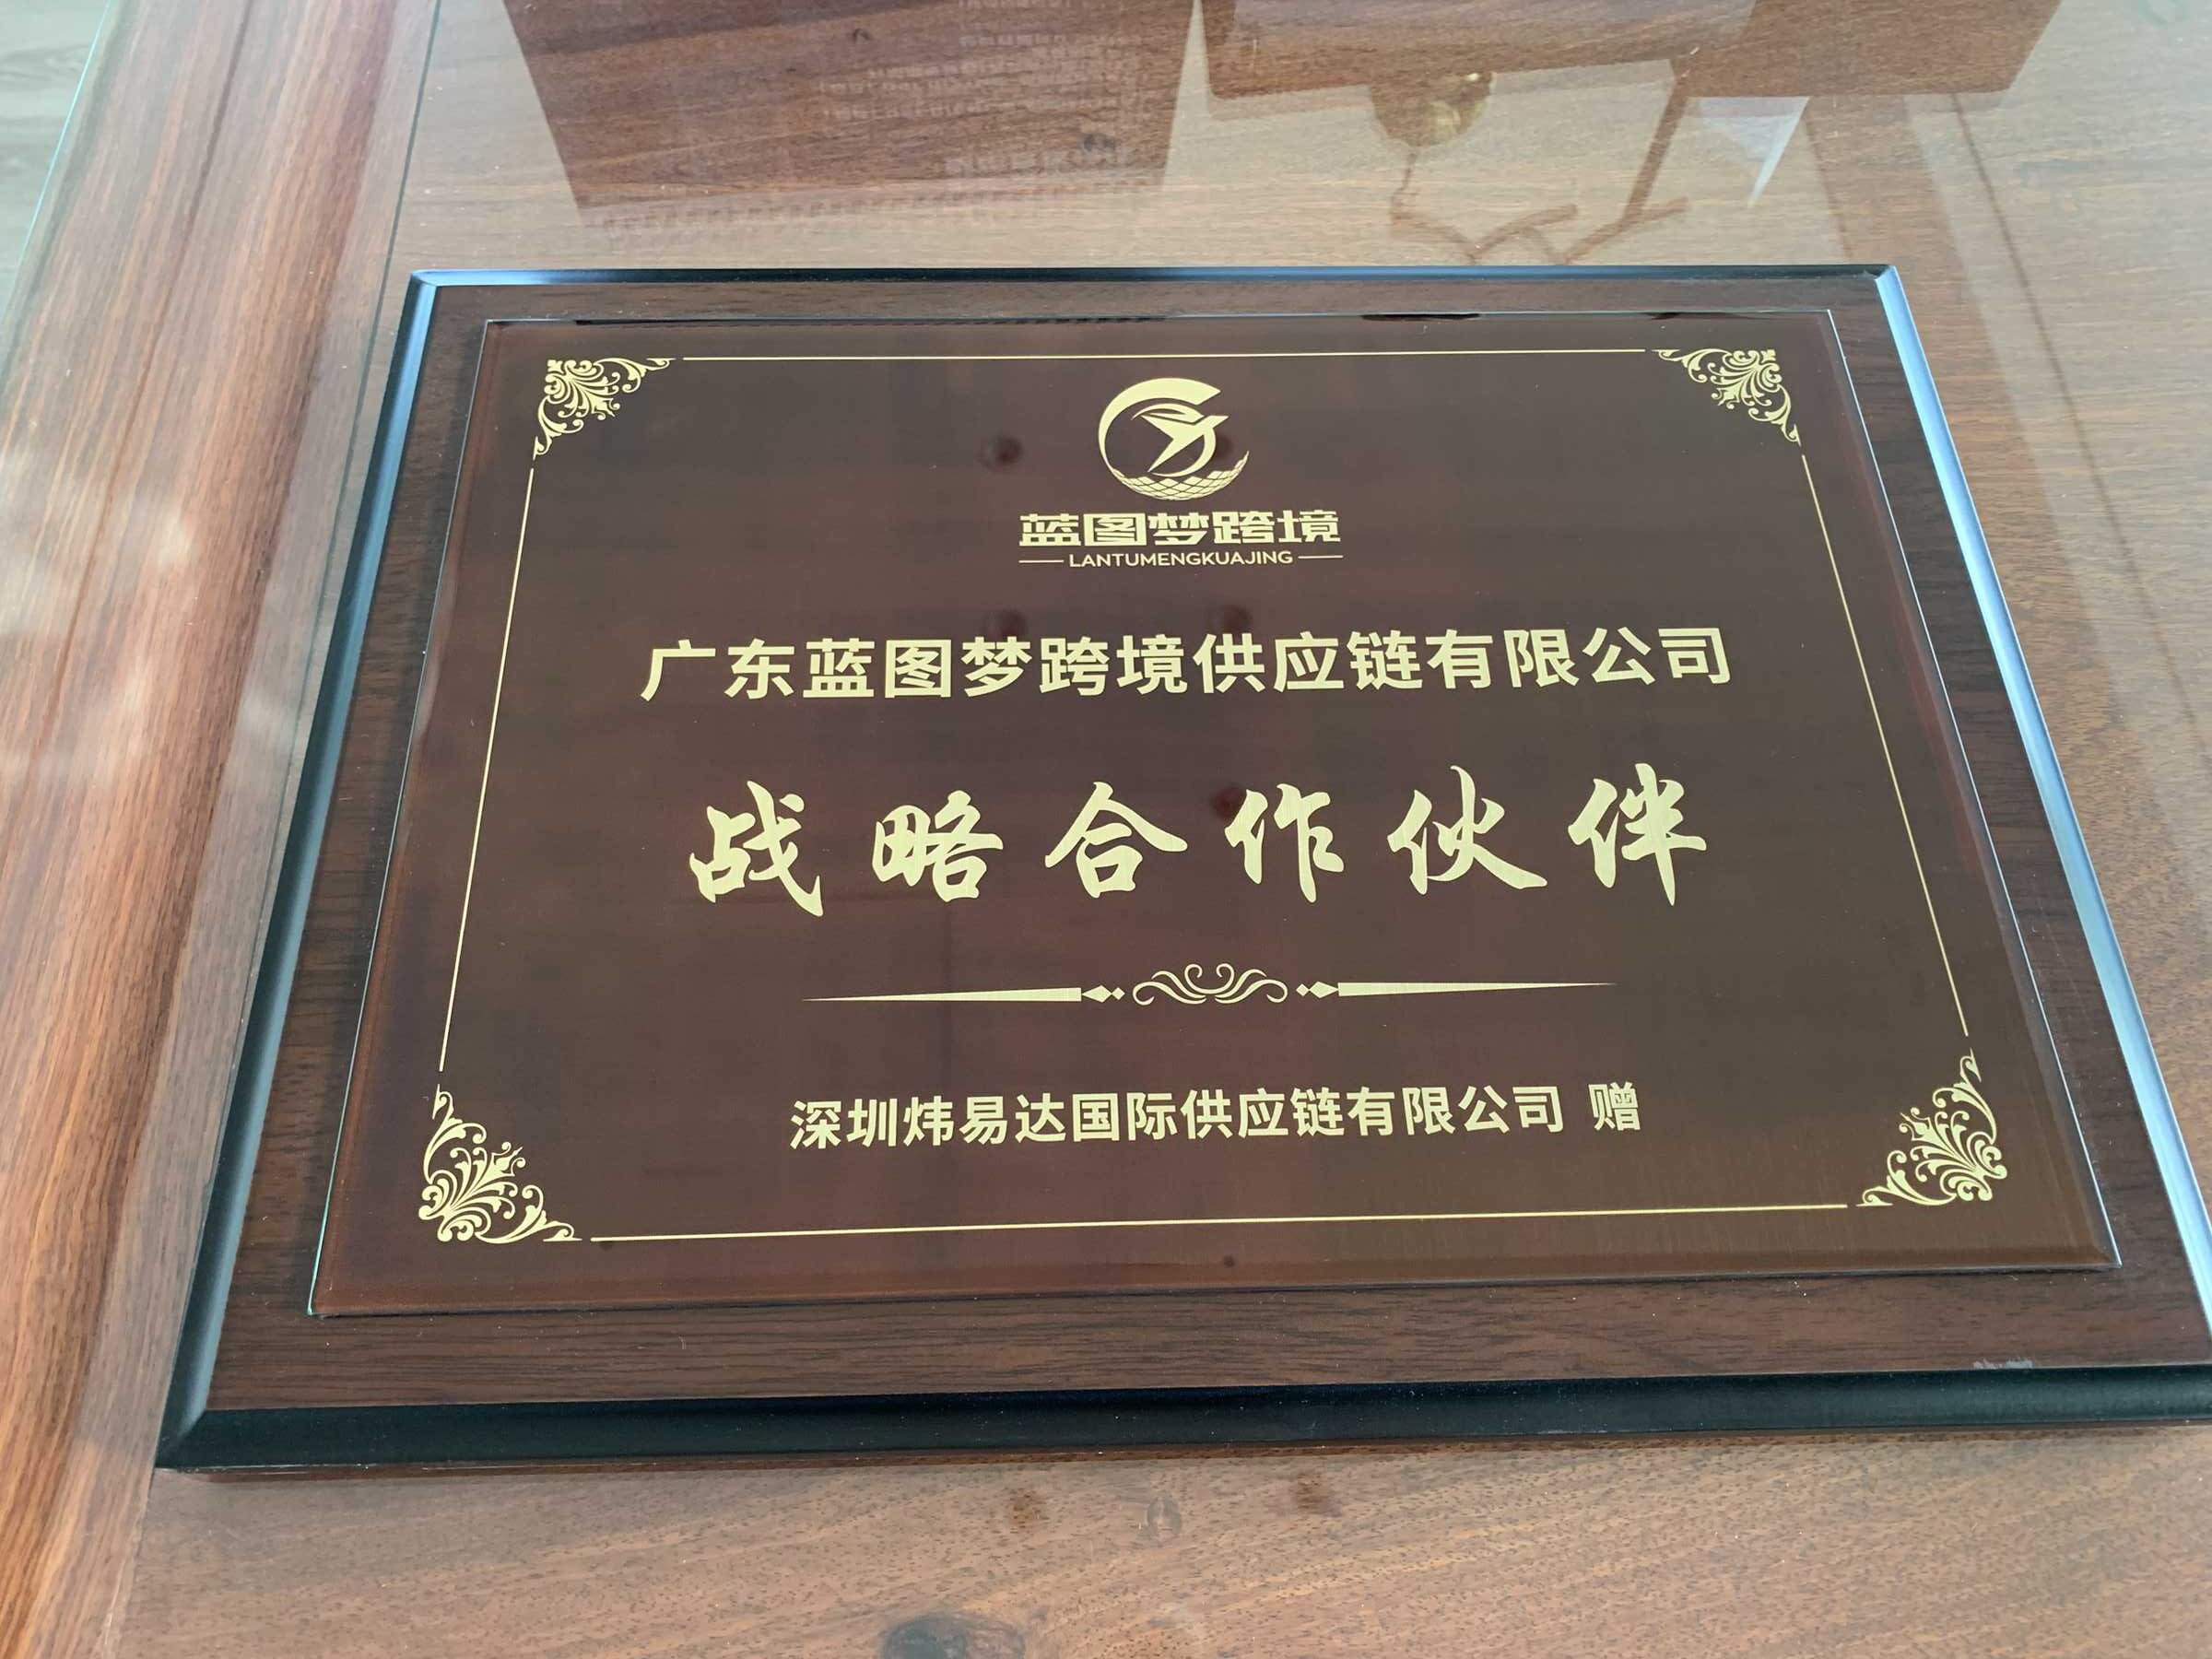 蓝图梦跨境
LANTUMENGKUAJING
广东蓝图梦跨境供应链有限公司
战略合作伙伴
深圳炜易达国际供应链有限公司 赠